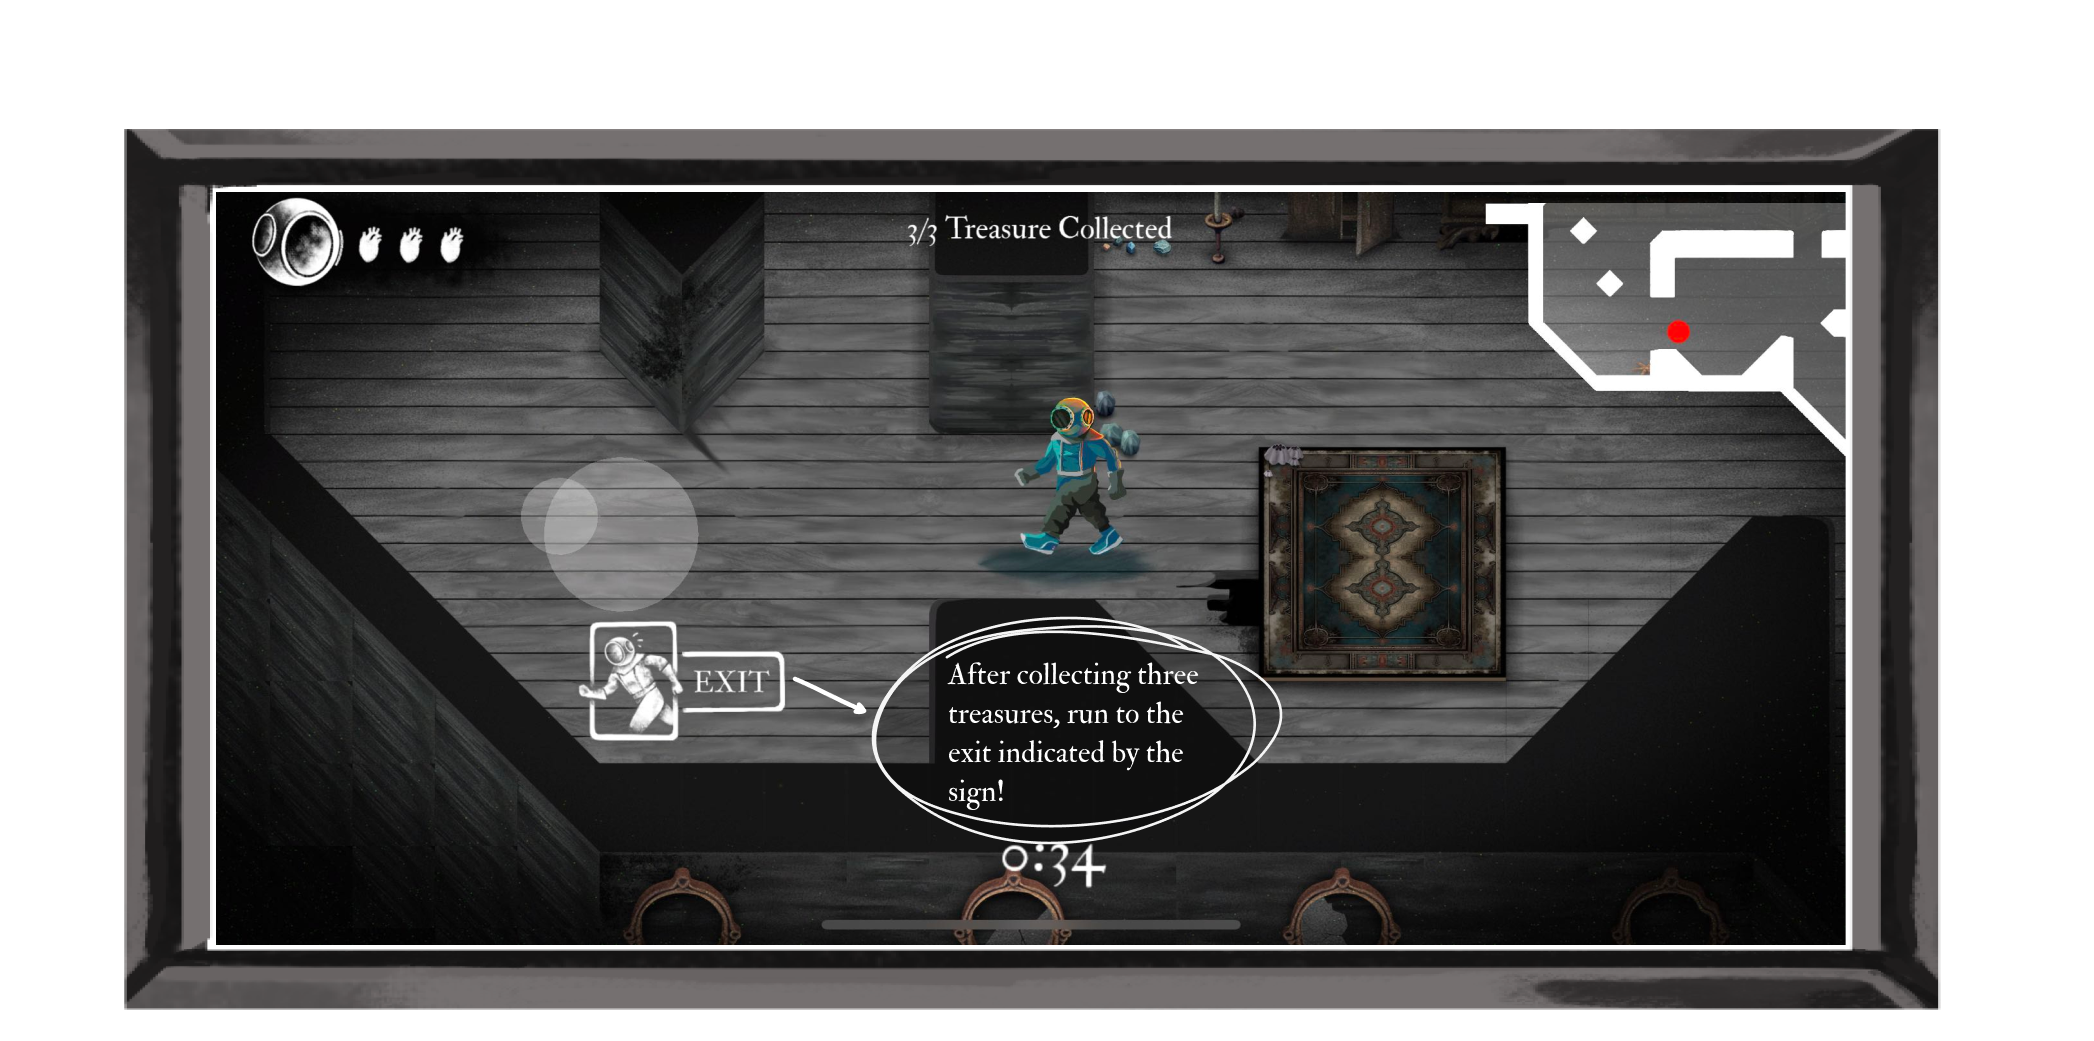 3/3 Treasure Collected
EXIT
After collecting three
treasures, run to the
exit indicated by the
sign!
0:34